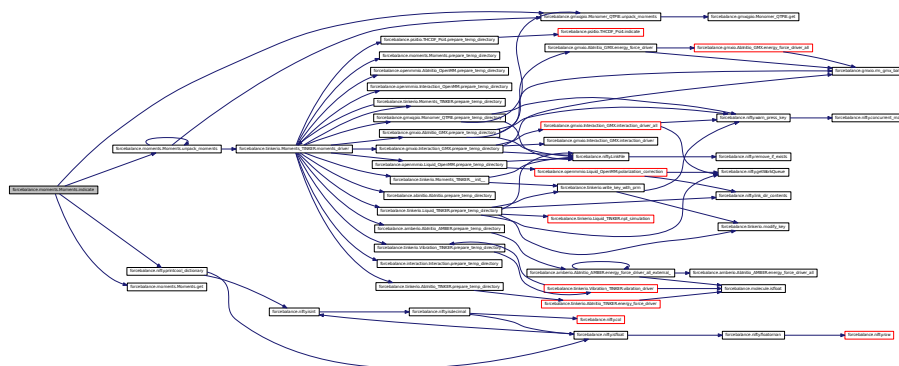 forcebalance.moments.Moments.indicate
forcebalance.moments.Moments.unpack_moments
forcebalance.nifty.printcool_dictionary
forcebalance.moments.Moments.get
forcebalance.tinkerio.Moments_TINKER.moments_driver
forcebalance.nifty.isint
forcebalance.psi4io.THCDF_Psi4.prepare_temp_directory
forcebalance.moments.Moments.prepare_temp_directory
forcebalance.openmmio.AbInitio_OpenMM.prepare_temp_directory
forcebalance.openmmio.Interaction_OpenMM.prepare_temp_directory
forcebalance.tinkerio.Moments_TINKER.prepare_temp_directory
forcebalance.gmxqpio.Monomer_QTPIE.prepare_temp_directory
forcebalance.gmxio.AbInitio_GMX.prepare_temp_directory
forcebalance.gmxio.Interaction_GMX.prepare_temp_directory
forcebalance.openmmio.Liquid_OpenMM.prepare_temp_directory
forcebalance.tinkerio.Moments_TINKER.__init__
forcebalance.abinitio.AbInitio.prepare_temp_directory
forcebalance.tinkerio.Liquid_TINKER.prepare_temp_directory
forcebalance.amberio.AbInitio_AMBER.prepare_temp_directory
forcebalance.tinkerio.Vibration_TINKER.prepare_temp_directory
forcebalance.interaction.Interaction.prepare_temp_directory
forcebalance.tinkerio.AbInitio_TINKER.prepare_temp_directory
forcebalance.nifty.isdecimal
forcebalance.gmxqpio.Monomer_QTPIE.unpack_moments
forcebalance.psi4io.THCDF_Psi4.indicate
forcebalance.gmxio.AbInitio_GMX.energy_force_driver
forcebalance.gmxio.Interaction_GMX.interaction_driver_all
forcebalance.gmxio.Interaction_GMX.interaction_driver
forcebalance.nifty.LinkFile
forcebalance.openmmio.Liquid_OpenMM.polarization_correction
forcebalance.tinkerio.write_key_with_prm
forcebalance.tinkerio.Liquid_TINKER.npt_simulation
forcebalance.amberio.AbInitio_AMBER.energy_force_driver_all_external_
forcebalance.tinkerio.Vibration_TINKER.vibration_driver
forcebalance.tinkerio.AbInitio_TINKER.energy_force_driver
forcebalance.nifty.col
forcebalance.nifty.isfloat
forcebalance.gmxqpio.Monomer_QTPIE.get
forcebalance.gmxio.AbInitio_GMX.energy_force_driver_all
forcebalance.nifty.warn_press_key
forcebalance.nifty.remove_if_exists
forcebalance.nifty.getWorkQueue
forcebalance.nifty.link_dir_contents
forcebalance.tinkerio.modify_key
forcebalance.amberio.AbInitio_AMBER.energy_force_driver_all
forcebalance.molecule.isfloat
forcebalance.nifty.floatornan
forcebalance.nifty.row